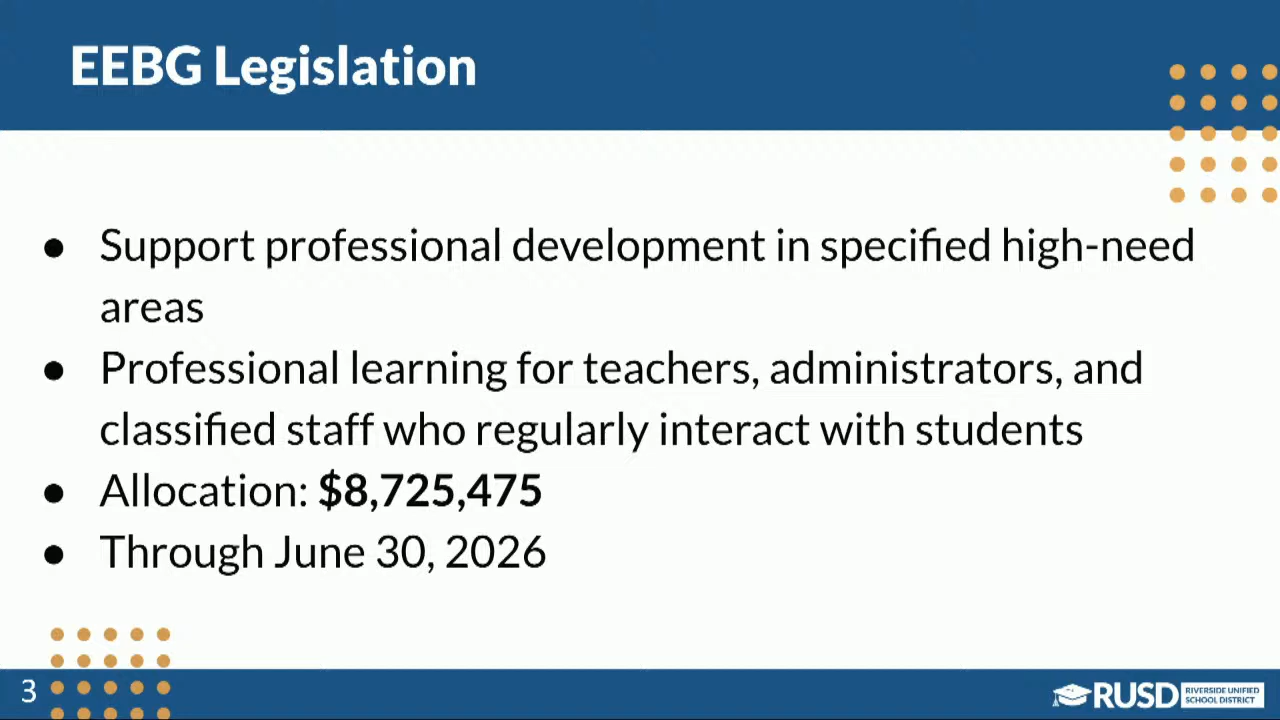 EEBG Legislation
● Support professional development in specified high-need
areas
● Professional learning for teachers, administrators, and
classified staff who regularly interact with students
● Allocation: $8,725,475
● Through June 30, 2026
3
RUSD RIVERSIDE UNIFIED
SCHOOL DISTRICT